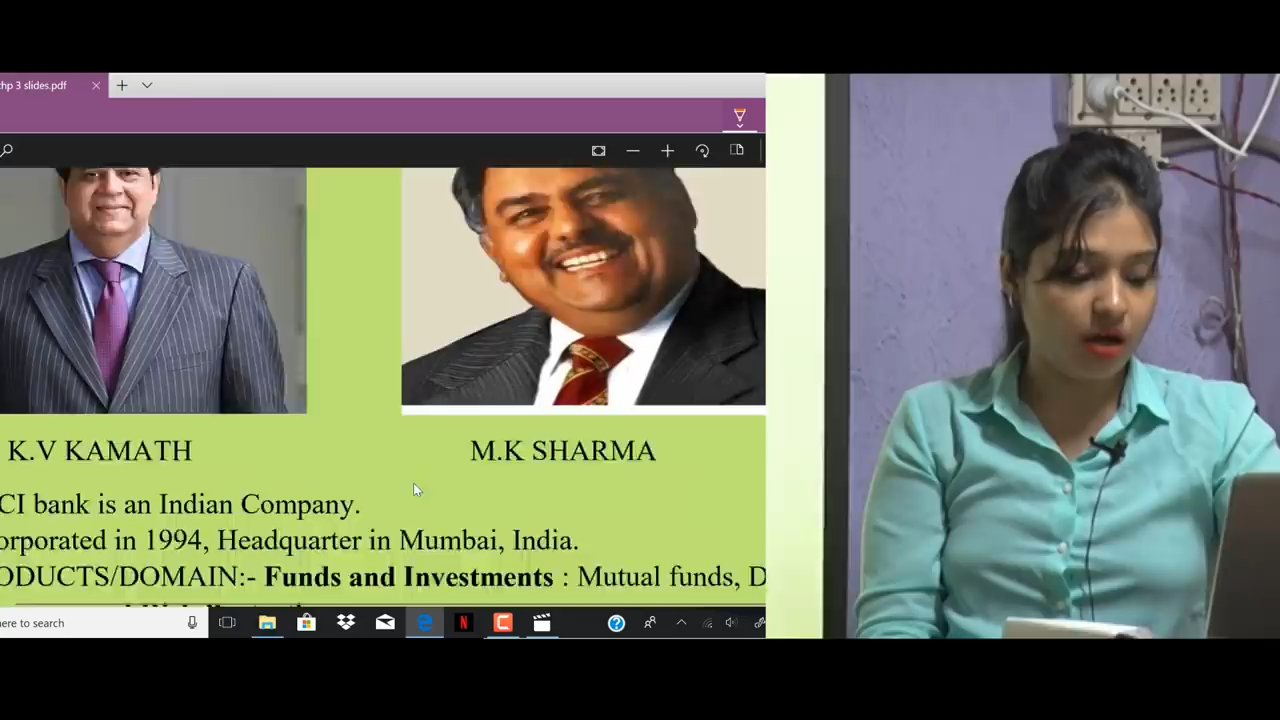 hp 3 slides.pdf
K.V KAMATH
M.K SHARMA
CI bank is an Indian Company.
orporated in 1994, Headquarter in Mumbai, India.
ODUCTS/DOMAIN:- Funds and Investments : Mutual funds, D
ere to search